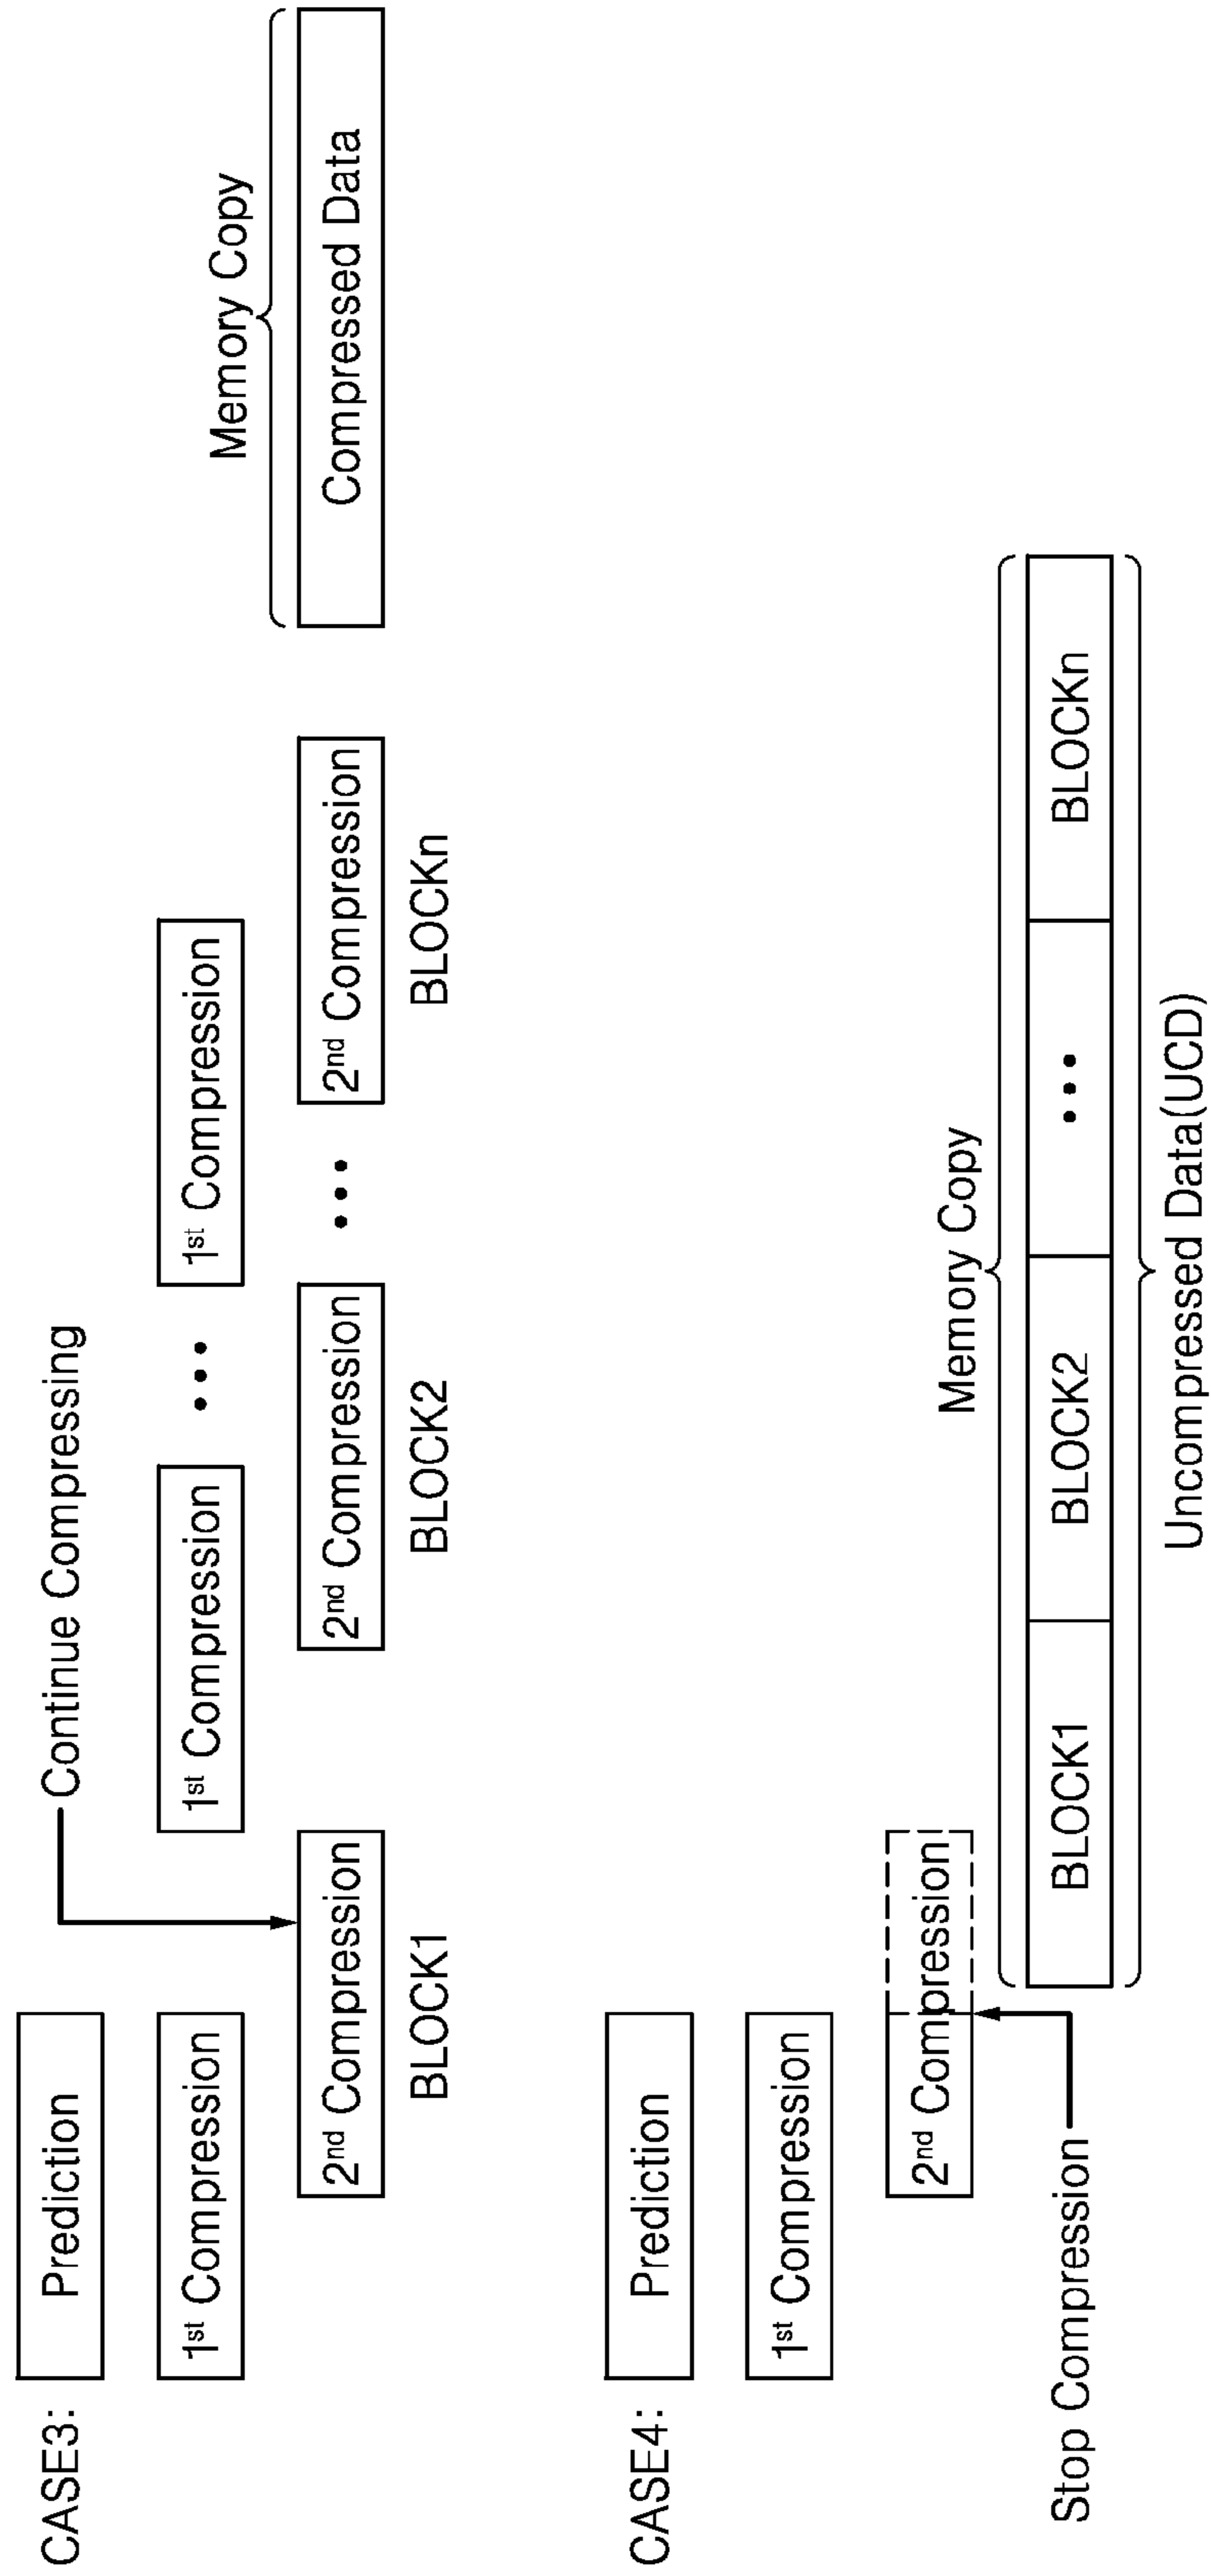 CASE3:
Prediction
Continue Compressing
1st Compression
1st Compression
...
1st Compression
Memory Copy
2nd Compression
2nd Compression
...
2nd Compression
Compressed Data
BLOCK1
BLOCK2
BLOCKn
CASE4:
Prediction
1st Compression
2nd Compression
Memory Copy
Stop Compression
BLOCK1
BLOCK2
...
BLOCKn
Uncompressed Data(UCD)